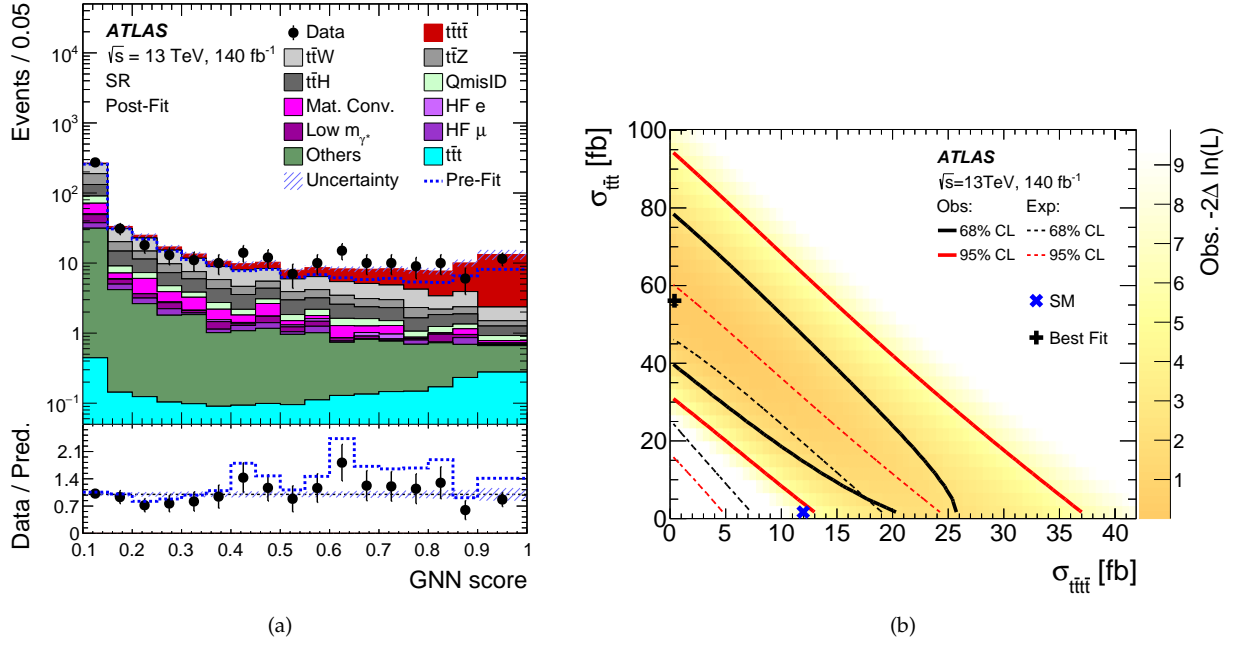 Events / 0.05
10⁴
10³
10²
10
1
10⁻¹
ATLAS
√s = 13 TeV, 140 fb⁻¹
SR
Post-Fit
Data
tt̄tt̄
tt̄W
tt̄Z
tt̄H
QmisID
Mat. Conv.
HF e
Low m_γ*
HF μ
Others
tt̄t
Uncertainty
Pre-Fit
Data / Pred.
2.1
1.4
0.7
0
0.1 0.2 0.3 0.4 0.5 0.6 0.7 0.8 0.9 1
GNN score
(a)
σ_tt̄t [fb]
100
80
60
40
20
0
ATLAS
√s=13TeV, 140 fb⁻¹
Obs: Exp:
68% CL 68% CL
95% CL 95% CL
SM
Best Fit
0 5 10 15 20 25 30 35 40
σ_tt̄tt̄ [fb]
9
8
7
6
5
4
3
2
1
Obs. -2Δ ln(L)
(b)